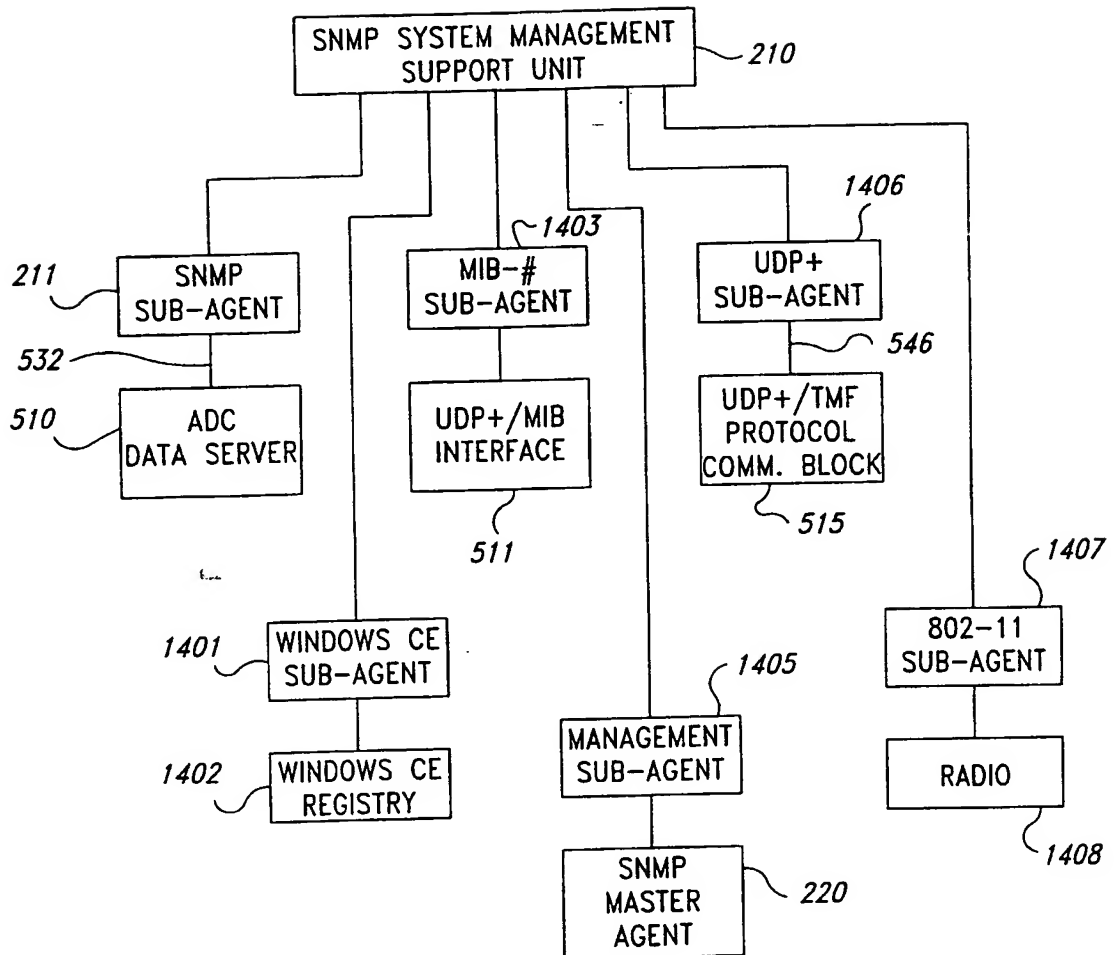 SNMP SYSTEM MANAGEMENT
SUPPORT UNIT
210
1406
1403
211
SNMP
SUB-AGENT
MIB-#
SUB-AGENT
UDP+
SUB-AGENT
532
546
510
ADC
DATA SERVER
UDP+/MIB
INTERFACE
UDP+/TMF
PROTOCOL
COMM. BLOCK
511
515
1407
1401
WINDOWS CE
SUB-AGENT
802-11
SUB-AGENT
1405
1402
WINDOWS CE
REGISTRY
MANAGEMENT
SUB-AGENT
RADIO
1408
SNMP
MASTER
AGENT
220